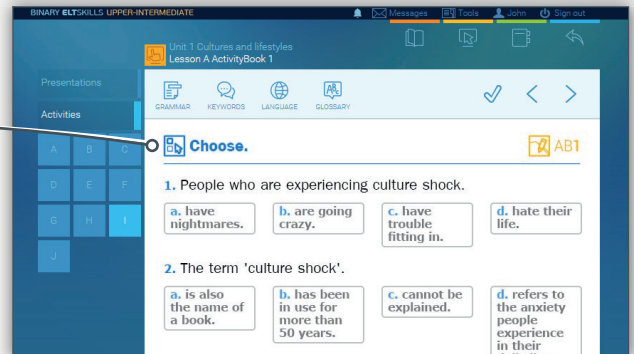 BINARY ELTSKILLS UPPER-INTERMEDIATE
Messages
Tools
John
Sign out
Unit 1 Cultures and lifestyles
Lesson A ActivityBook 1
Presentations
Activities
A B C
D E F
G H I
J
GRAMMAR KEYWORDS LANGUAGE GLOSSARY
Choose.
AB1
1. People who are experiencing culture shock.
a. have
nightmares.
b. are going
crazy.
c. have
trouble
fitting in.
d. hate their
life.
2. The term 'culture shock'.
a. is also
the name of
a book.
b. has been
in use for
more than
50 years.
c. cannot be
explained.
d. refers to
the anxiety
people
experience
in their